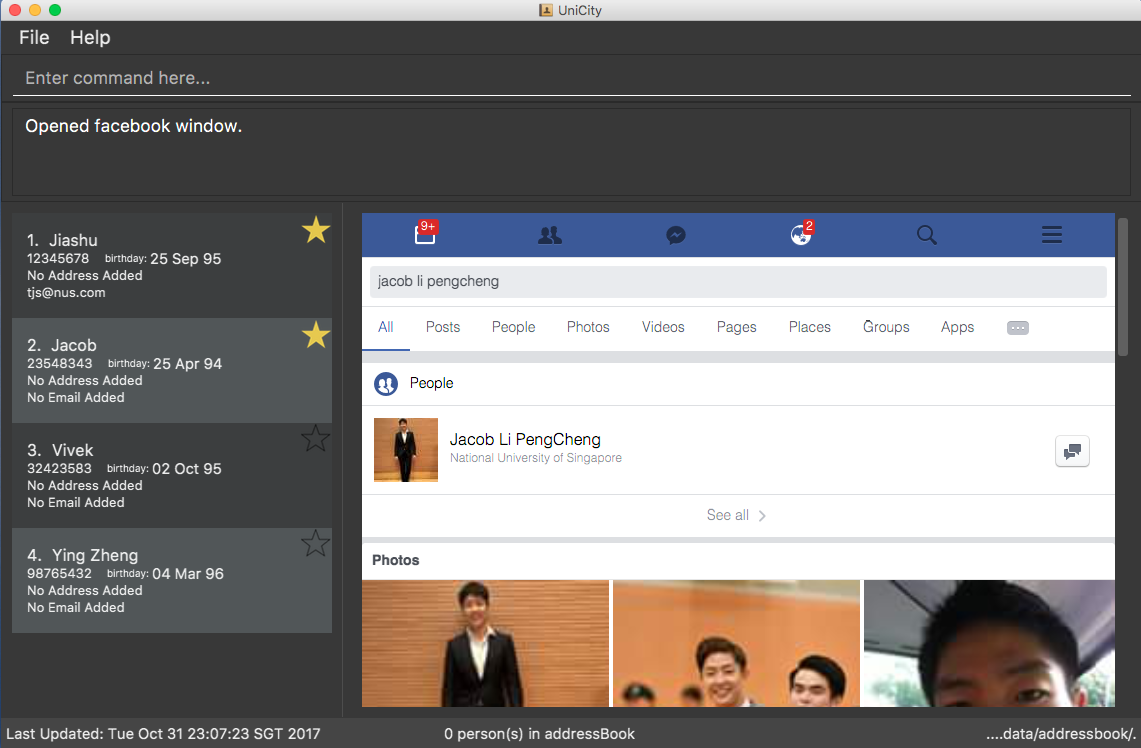 UniCity
File Help
Enter command here...
Opened facebook window.
1. Jiashu
12345678 birthday: 25 Sep 95
No Address Added
tjs@nus.com
2. Jacob
23548343 birthday: 25 Apr 94
No Address Added
No Email Added
3. Vivek
32423583 birthday: 02 Oct 95
No Address Added
No Email Added
4. Ying Zheng
98765432 birthday: 04 Mar 96
No Address Added
No Email Added
9+ 2
jacob li pengcheng
All Posts People Photos Videos Pages Places Groups Apps
People
Jacob Li PengCheng
National University of Singapore
See all
Photos
Last Updated: Tue Oct 31 23:07:23 SGT 2017 0 person(s) in addressBook ....data/addressbook/.